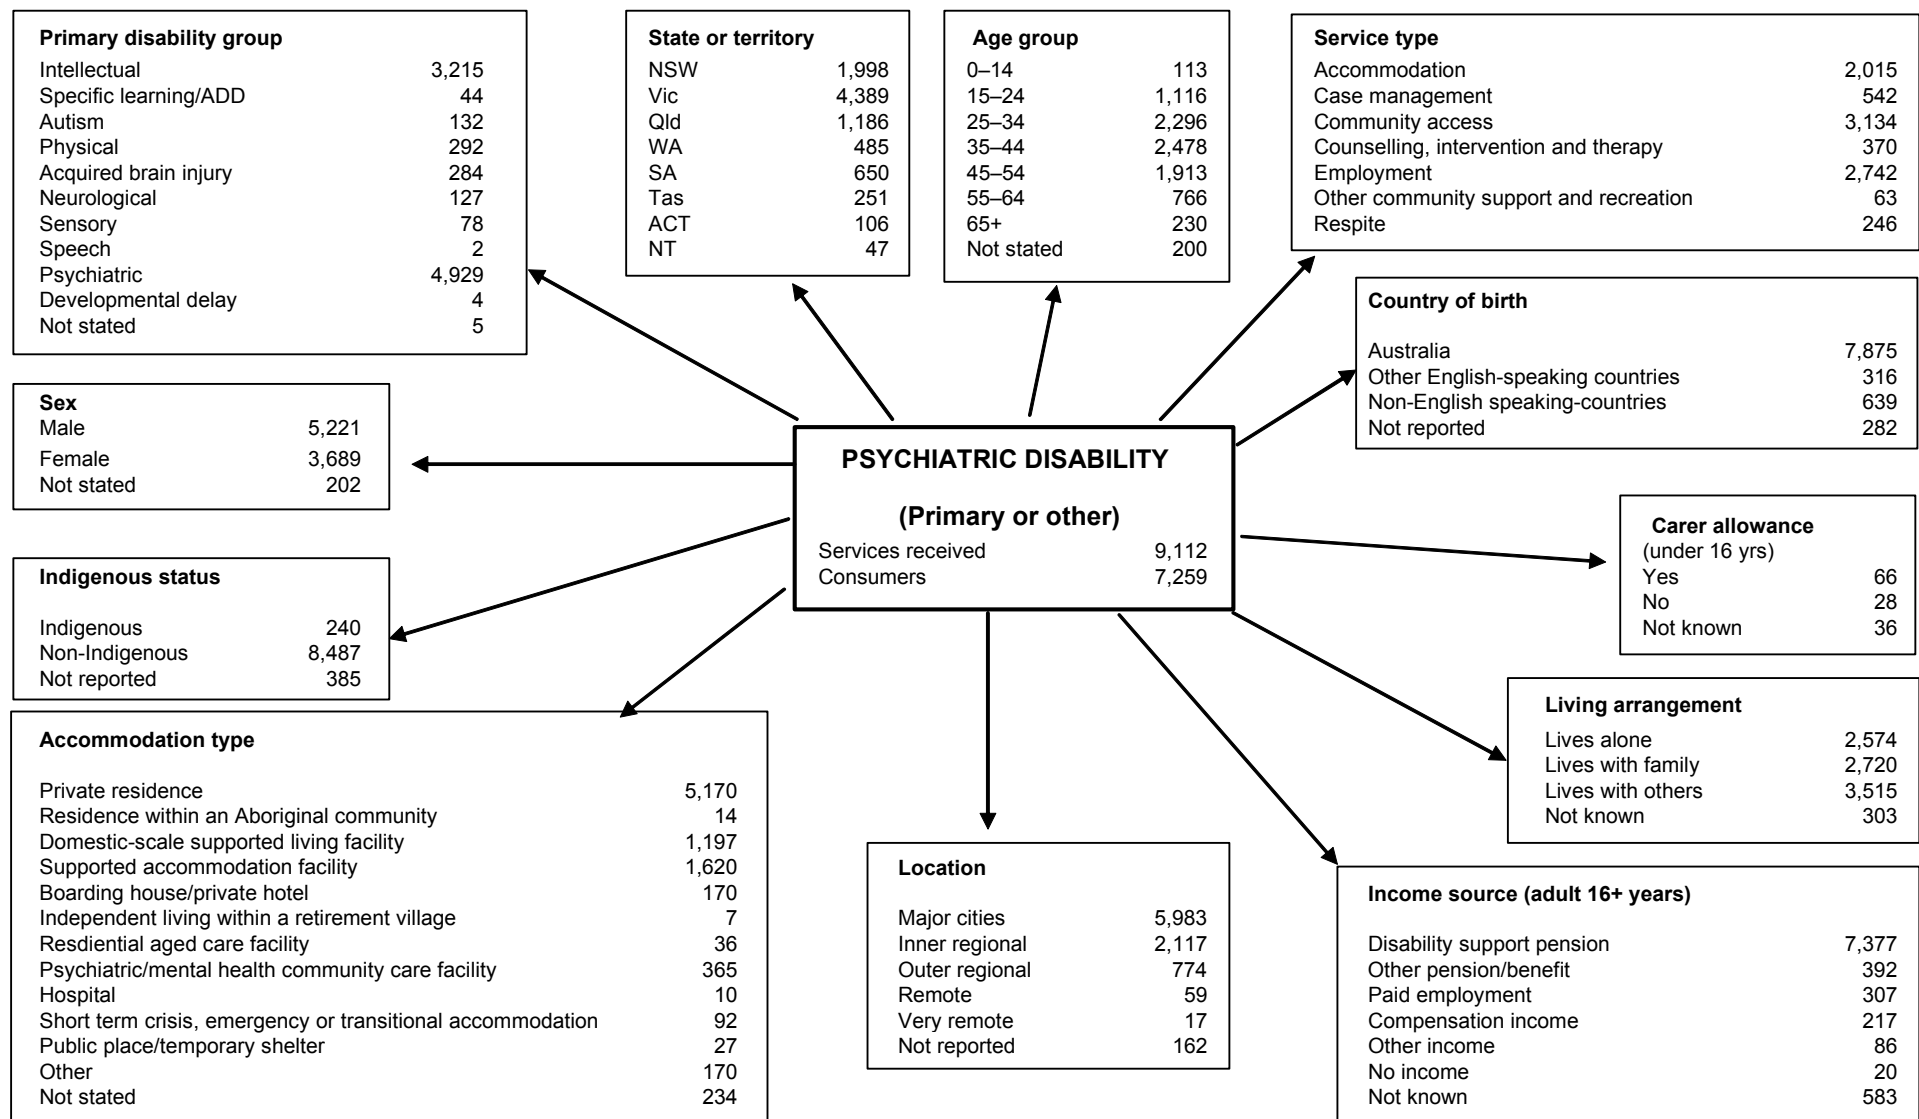 Primary disability group
Intellectual 3,215
Specific learning/ADD 44
Autism 132
Physical 292
Acquired brain injury 284
Neurological 127
Sensory 78
Speech 2
Psychiatric 4,929
Developmental delay 4
Not stated 5
State or territory
NSW 1,998
Vic 4,389
Qld 1,186
WA 485
SA 650
Tas 251
ACT 106
NT 47
Age group
0–14 113
15–24 1,116
25–34 2,296
35–44 2,478
45–54 1,913
55–64 766
65+ 230
Not stated 200
Service type
Accommodation 2,015
Case management 542
Community access 3,134
Counselling, intervention and therapy 370
Employment 2,742
Other community support and recreation 63
Respite 246
Country of birth
Australia 7,875
Other English-speaking countries 316
Non-English speaking-countries 639
Not reported 282
Sex
Male 5,221
Female 3,689
Not stated 202
PSYCHIATRIC DISABILITY
(Primary or other)
Services received 9,112
Consumers 7,259
Carer allowance
(under 16 yrs)
Yes 66
No 28
Not known 36
Indigenous status
Indigenous 240
Non-Indigenous 8,487
Not reported 385
Living arrangement
Lives alone 2,574
Lives with family 2,720
Lives with others 3,515
Not known 303
Accommodation type
Private residence 5,170
Residence within an Aboriginal community 14
Domestic-scale supported living facility 1,197
Supported accommodation facility 1,620
Boarding house/private hotel 170
Independent living within a retirement village 7
Resdiential aged care facility 36
Psychiatric/mental health community care facility 365
Hospital 10
Short term crisis, emergency or transitional accommodation 92
Public place/temporary shelter 27
Other 170
Not stated 234
Location
Major cities 5,983
Inner regional 2,117
Outer regional 774
Remote 59
Very remote 17
Not reported 162
Income source (adult 16+ years)
Disability support pension 7,377
Other pension/benefit 392
Paid employment 307
Compensation income 217
Other income 86
No income 20
Not known 583